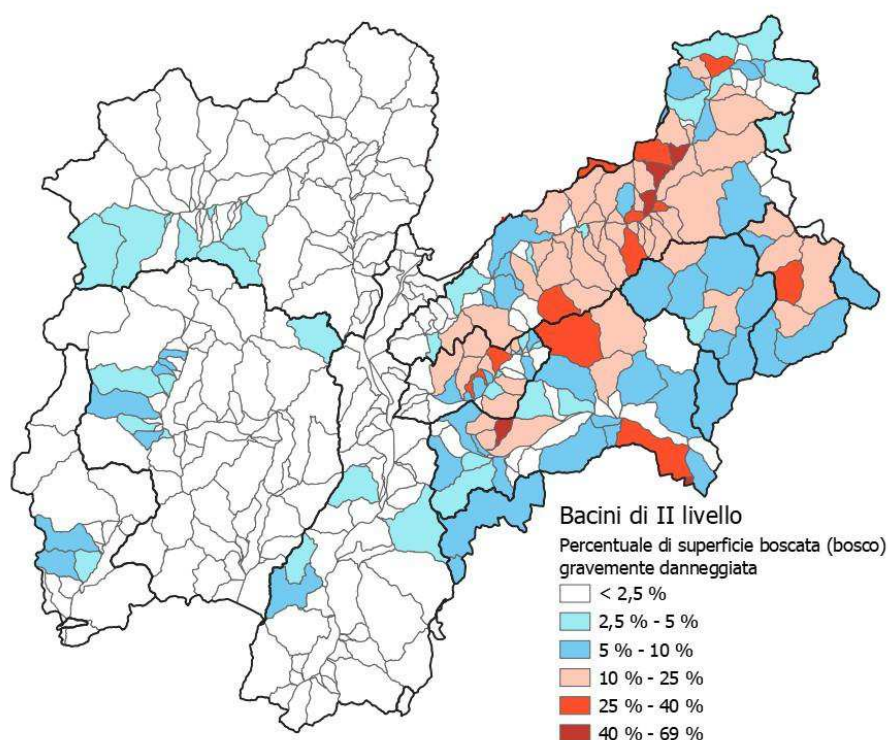 Bacini di II livello
Percentuale di superficie boscata (bosco)
gravemente danneggiata
< 2,5 %
2,5 % - 5 %
5 % - 10 %
10 % - 25 %
25 % - 40 %
40 % - 69 %